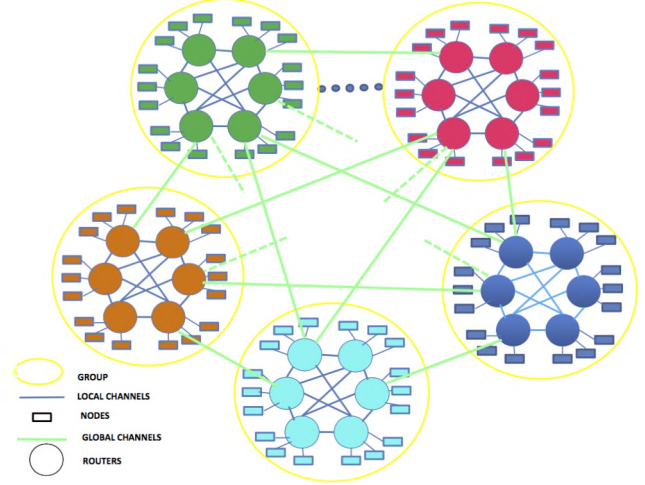 GROUP
LOCAL CHANNELS
NODES
GLOBAL CHANNELS
ROUTERS